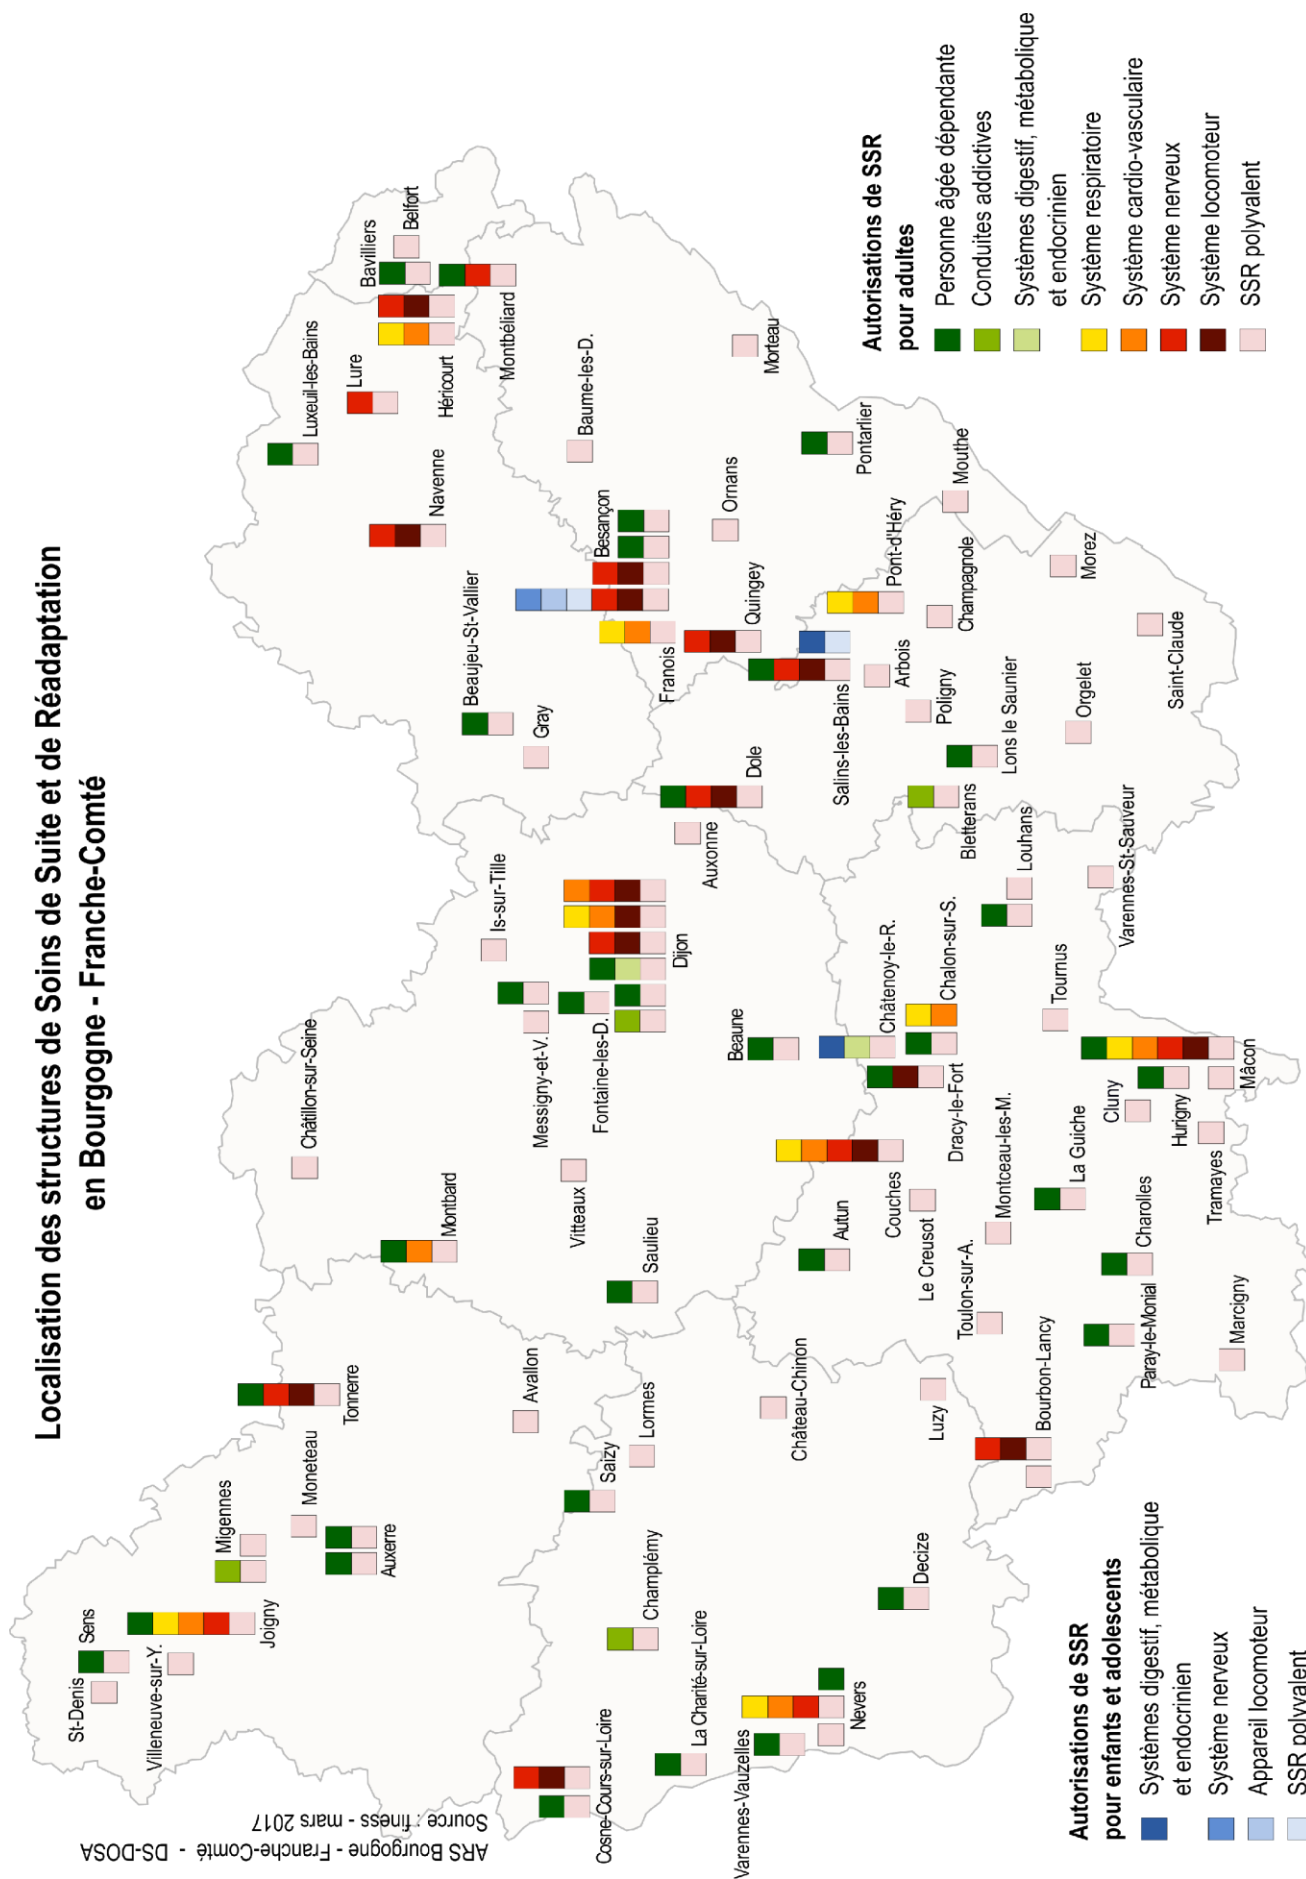 Localisation des structures de Soins de Suite et de Réadaptation
en Bourgogne - Franche-Comté
ARS Bourgogne - Franche-Comté - DS-DOSA
Source : finess - mars 2017
St-Denis
Sens
Villeneuve-sur-Y.
Joigny
Migennes
Moneteau
Auxerre
Tonnerre
Avallon
Châtillon-sur-Seine
Montbard
Vitteaux
Saulieu
Is-sur-Tille
Messigny-et-V.
Fontaine-les-D.
Dijon
Auxonne
Beaune
Luxeuil-les-Bains
Lure
Navenne
Héricourt
Beaujeu-St-Vallier
Gray
Bavilliers
Belfort
Montbéliard
Baume-les-D.
Besançon
Franois
Ornans
Quingey
Morteau
Pontarlier
Mouthe
Dole
Salins-les-Bains
Arbois
Pont-d'Héry
Champagnole
Poligny
Lons le Saunier
Bletterans
Morez
Orgelet
Saint-Claude
Cosne-Cours-sur-Loire
La Charité-sur-Loire
Varennes-Vauzelles
Nevers
Champlémy
Saizy
Lormes
Château-Chinon
Decize
Luzy
Autun
Couches
Le Creusot
Dracy-le-Fort
Châtenoy-le-R.
Chalon-sur-S.
Louhans
Varennes-St-Sauveur
Tournus
Toulon-sur-A.
Montceau-les-M.
Bourbon-Lancy
La Guiche
Charolles
Paray-le-Monial
Marcigny
Cluny
Hurigny
Mâcon
Tramayes
Autorisations de SSR
pour enfants et adolescents
Systèmes digestif, métabolique
et endocrinien
Système nerveux
Appareil locomoteur
SSR polyvalent
Autorisations de SSR
pour adultes
Personne âgée dépendante
Conduites addictives
Systèmes digestif, métabolique
et endocrinien
Système respiratoire
Système cardio-vasculaire
Système nerveux
Système locomoteur
SSR polyvalent